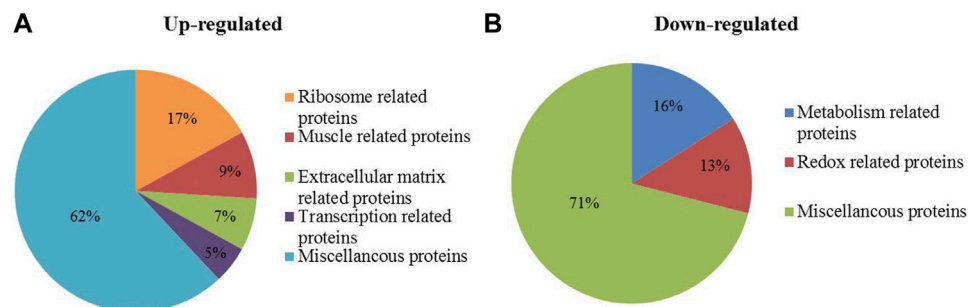 A
Up-regulated
17%
9%
7%
5%
62%
Ribosome related
proteins
Muscle related proteins
Extracellular matrix
related proteins
Transcription related
proteins
Miscellancous proteins
B
Down-regulated
16%
13%
71%
Metabolism related
proteins
Redox related proteins
Miscellancous proteins